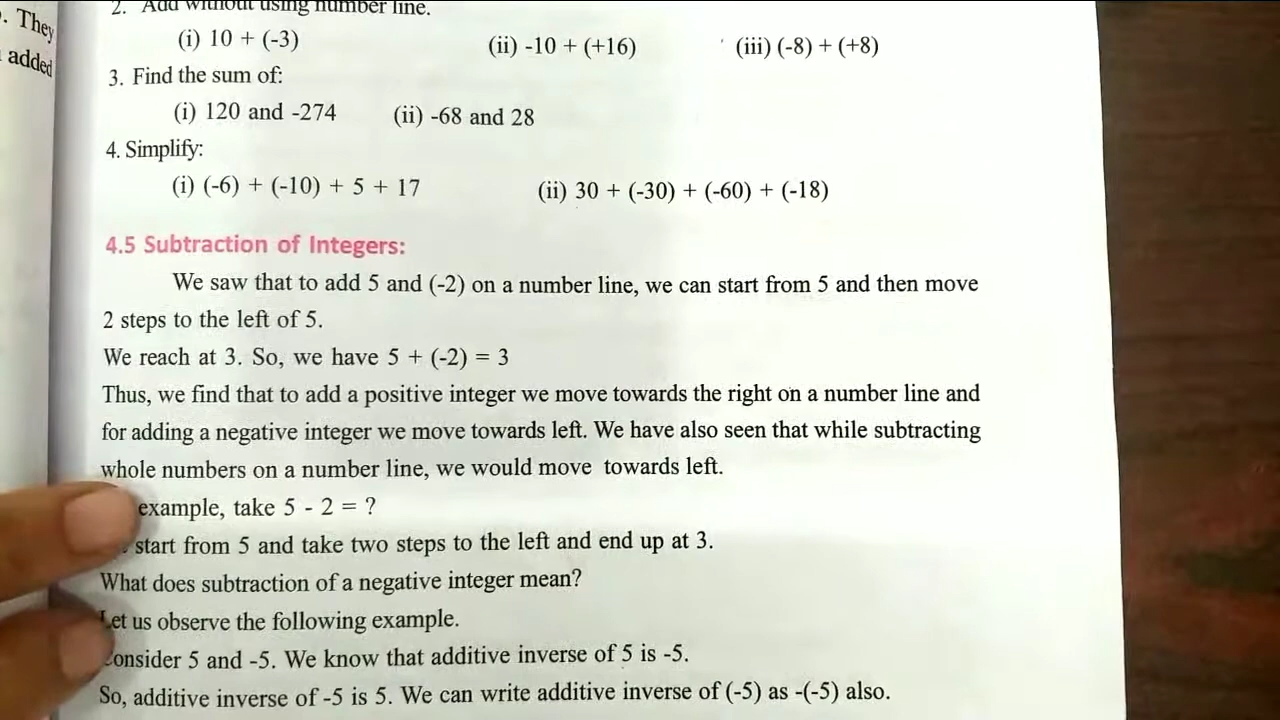 . They
added
2. Add without using number line.
(i) 10 + (-3) (ii) -10 + (+16) (iii) (-8) + (+8)
3. Find the sum of:
(i) 120 and -274 (ii) -68 and 28
4. Simplify:
(i) (-6) + (-10) + 5 + 17 (ii) 30 + (-30) + (-60) + (-18)
4.5 Subtraction of Integers:
We saw that to add 5 and (-2) on a number line, we can start from 5 and then move
2 steps to the left of 5.
We reach at 3. So, we have 5 + (-2) = 3
Thus, we find that to add a positive integer we move towards the right on a number line and
for adding a negative integer we move towards left. We have also seen that while subtracting
whole numbers on a number line, we would move towards left.
example, take 5 - 2 = ?
start from 5 and take two steps to the left and end up at 3.
What does subtraction of a negative integer mean?
Let us observe the following example.
Consider 5 and -5. We know that additive inverse of 5 is -5.
So, additive inverse of -5 is 5. We can write additive inverse of (-5) as -(-5) also.